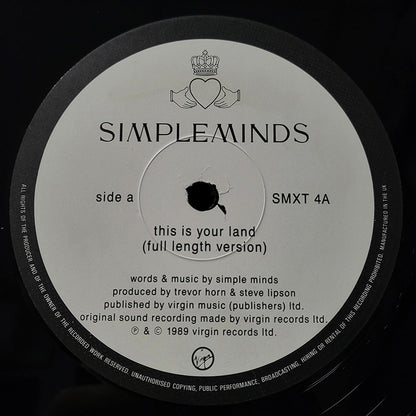 SIMPLEMINDS
side a
SMXT 4A
this is your land
(full length version)
words & music by simple minds
produced by trevor horn & steve lipson
published by virgin music (publishers) ltd.
original sound recording made by virgin records ltd.
℗ & © 1989 virgin records ltd.
Virgin
ALL RIGHTS OF THE PRODUCER AND OF THE OWNER OF THE RECORDED WORK RESERVED. UNAUTHORISED COPYING, PUBLIC PERFORMANCE, BROADCASTING, HIRING OR RENTAL OF THIS RECORDING PROHIBITED. MANUFACTURED IN THE UK